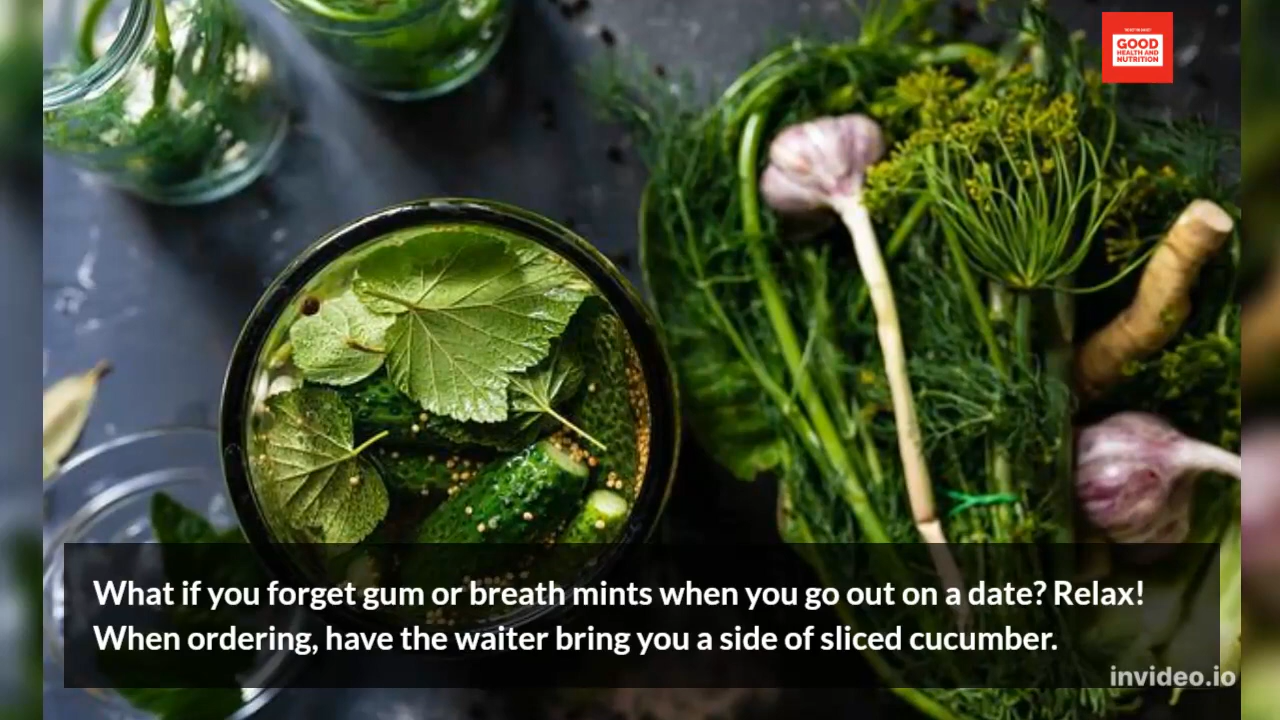 GOOD
HEALTH AND
NUTRITION
What if you forget gum or breath mints when you go out on a date? Relax!
When ordering, have the waiter bring you a side of sliced cucumber.
invideo.io